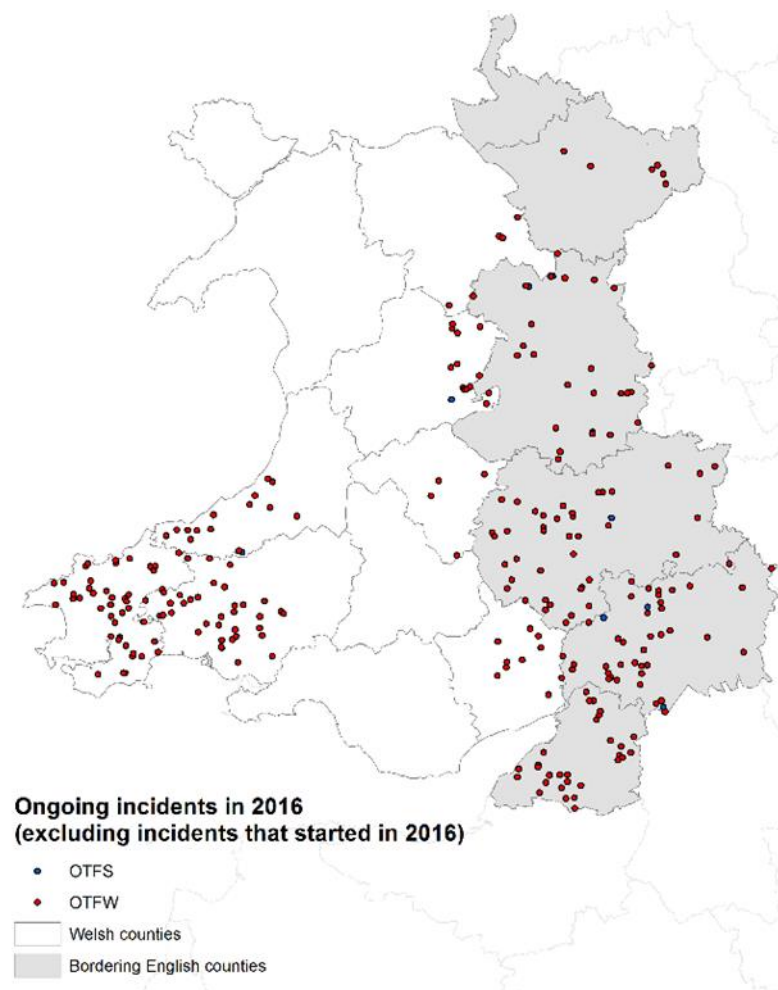 Ongoing incidents in 2016
(excluding incidents that started in 2016)
OTFS
OTFW
Welsh counties
Bordering English counties